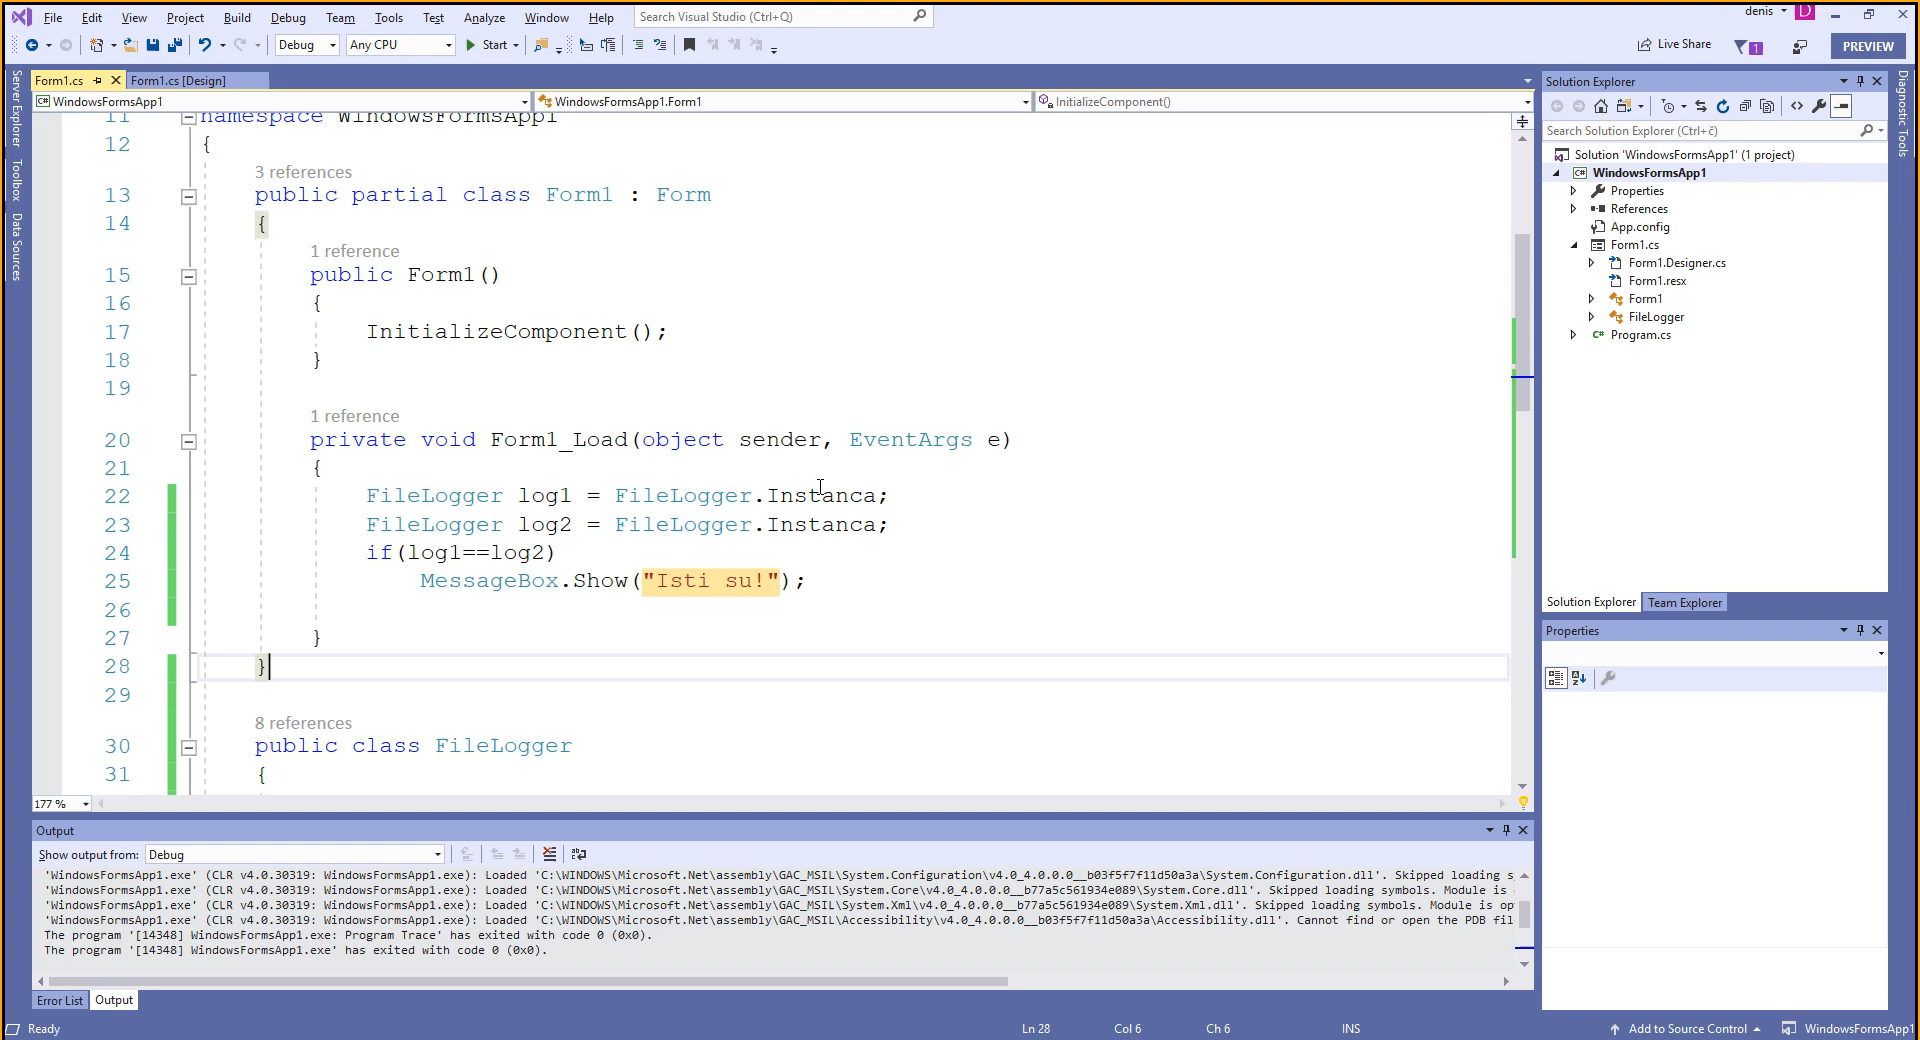 File Edit View Project Build Debug Team Tools Test Analyze Window Help Search Visual Studio (Ctrl+Q) denis D
Debug Any CPU Start Live Share 1 PREVIEW
Server Explorer
Toolbox
Data Sources
Form1.cs Form1.cs [Design]
WindowsFormsApp1 WindowsFormsApp1.Form1 InitializeComponent()
11 namespace WindowsFormsApp1
12 {
3 references
13 public partial class Form1 : Form
14 {
1 reference
15 public Form1()
16 {
17 InitializeComponent();
18 }
19
1 reference
20 private void Form1_Load(object sender, EventArgs e)
21 {
22 FileLogger log1 = FileLogger.Instanca;
23 FileLogger log2 = FileLogger.Instanca;
24 if(log1==log2)
25 MessageBox.Show("Isti su!");
26
27 }
28 }
29
8 references
30 public class FileLogger
31 {
177 %
Output
Show output from: Debug
'WindowsFormsApp1.exe' (CLR v4.0.30319: WindowsFormsApp1.exe): Loaded 'C:\WINDOWS\Microsoft.Net\assembly\GAC_MSIL\System.Configuration\v4.0_4.0.0.0__b03f5f7f11d50a3a\System.Configuration.dll'. Skipped loading s
'WindowsFormsApp1.exe' (CLR v4.0.30319: WindowsFormsApp1.exe): Loaded 'C:\WINDOWS\Microsoft.Net\assembly\GAC_MSIL\System.Core\v4.0_4.0.0.0__b77a5c561934e089\System.Core.dll'. Skipped loading symbols. Module is
'WindowsFormsApp1.exe' (CLR v4.0.30319: WindowsFormsApp1.exe): Loaded 'C:\WINDOWS\Microsoft.Net\assembly\GAC_MSIL\System.Xml\v4.0_4.0.0.0__b77a5c561934e089\System.Xml.dll'. Skipped loading symbols. Module is op
'WindowsFormsApp1.exe' (CLR v4.0.30319: WindowsFormsApp1.exe): Loaded 'C:\WINDOWS\Microsoft.Net\assembly\GAC_MSIL\Accessibility\v4.0_4.0.0.0__b03f5f7f11d50a3a\Accessibility.dll'. Cannot find or open the PDB fil
The program '[14348] WindowsFormsApp1.exe: Program Trace' has exited with code 0 (0x0).
The program '[14348] WindowsFormsApp1.exe' has exited with code 0 (0x0).
Error List Output
Solution Explorer
Search Solution Explorer (Ctrl+č)
Solution 'WindowsFormsApp1' (1 project)
C# WindowsFormsApp1
Properties
References
App.config
Form1.cs
Form1.Designer.cs
Form1.resx
Form1
FileLogger
C# Program.cs
Solution Explorer Team Explorer
Properties
Diagnostic Tools
Ready Ln 28 Col 6 Ch 6 INS Add to Source Control WindowsFormsApp1